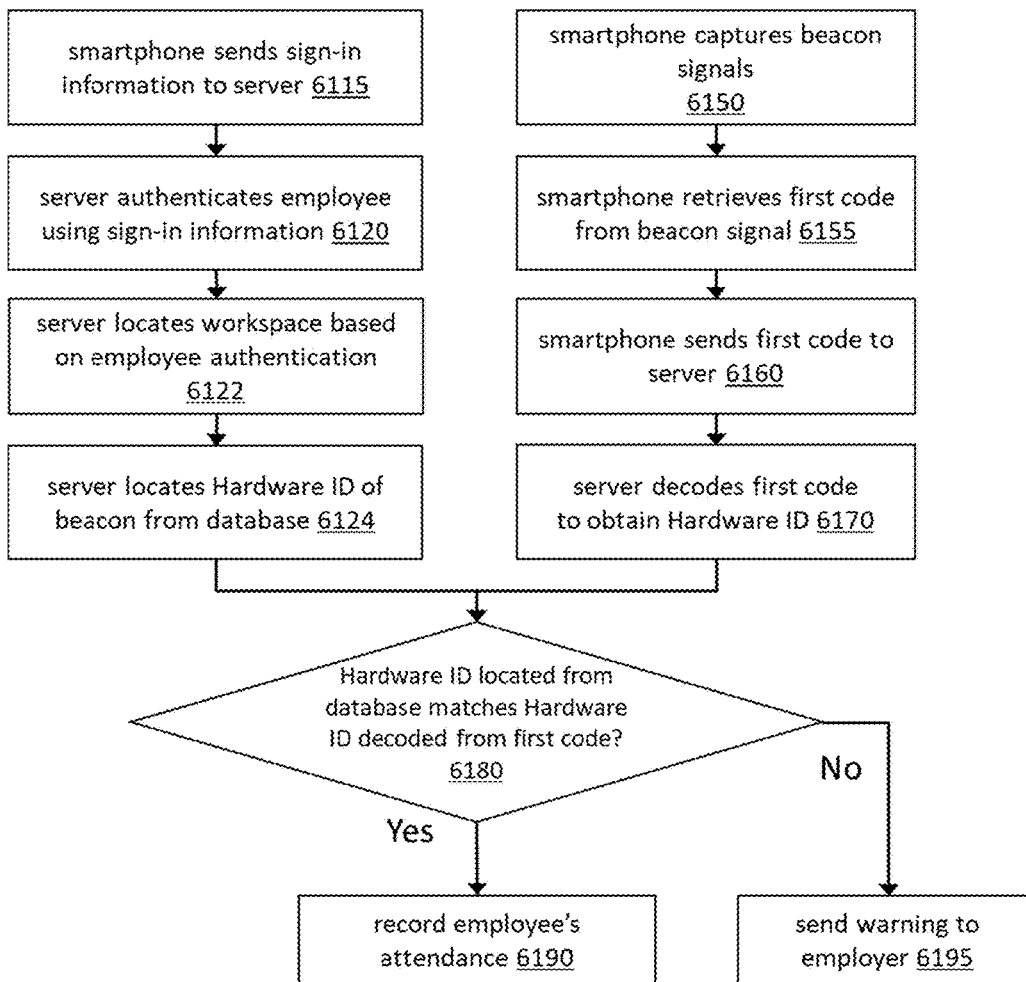 smartphone sends sign-in
information to server 6115
smartphone captures beacon
signals
6150
server authenticates employee
using sign-in information 6120
smartphone retrieves first code
from beacon signal 6155
server locates workspace based
on employee authentication
6122
smartphone sends first code to
server 6160
server locates Hardware ID of
beacon from database 6124
server decodes first code
to obtain Hardware ID 6170
Hardware ID located from
database matches Hardware
ID decoded from first code?
6180
No
Yes
record employee's
attendance 6190
send warning to
employer 6195